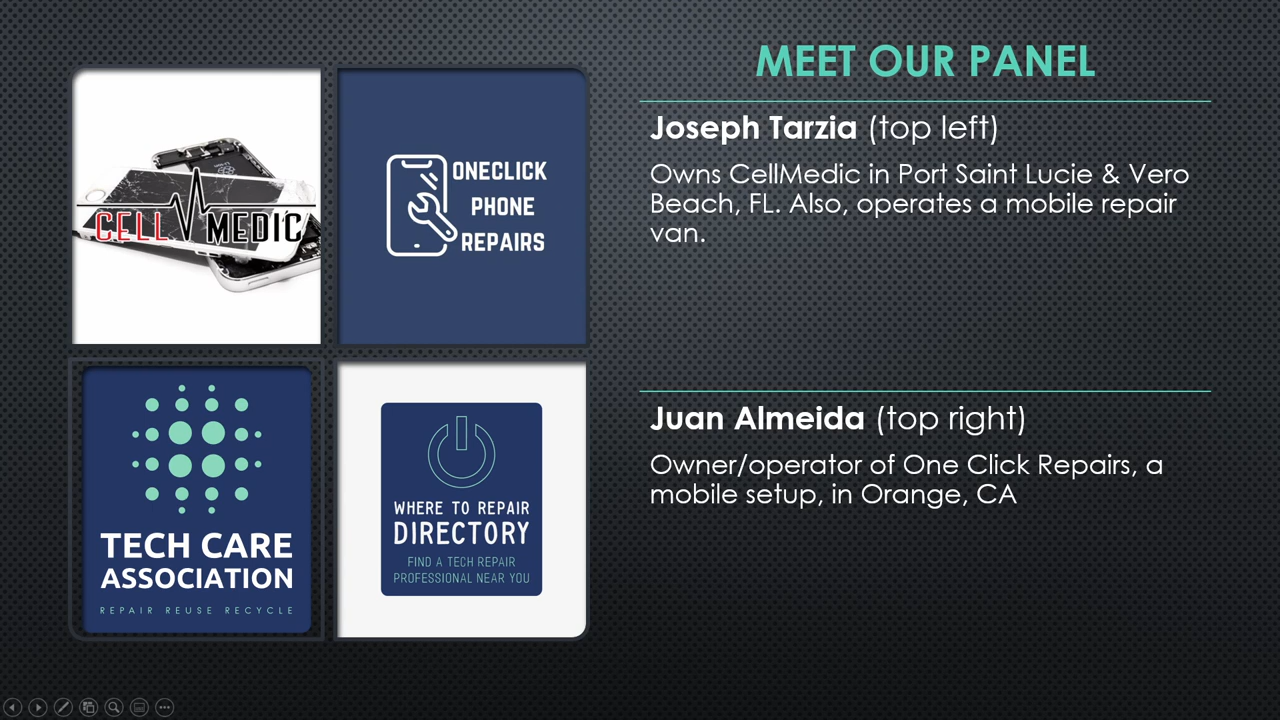 MEET OUR PANEL
Joseph Tarzia (top left)
Owns CellMedic in Port Saint Lucie & Vero
Beach, FL. Also, operates a mobile repair
van.
Juan Almeida (top right)
Owner/operator of One Click Repairs, a
mobile setup, in Orange, CA
CELL MEDIC
ONECLICK
PHONE
REPAIRS
TECH CARE
ASSOCIATION
REPAIR REUSE RECYCLE
WHERE TO REPAIR
DIRECTORY
FIND A TECH REPAIR
PROFESSIONAL NEAR YOU